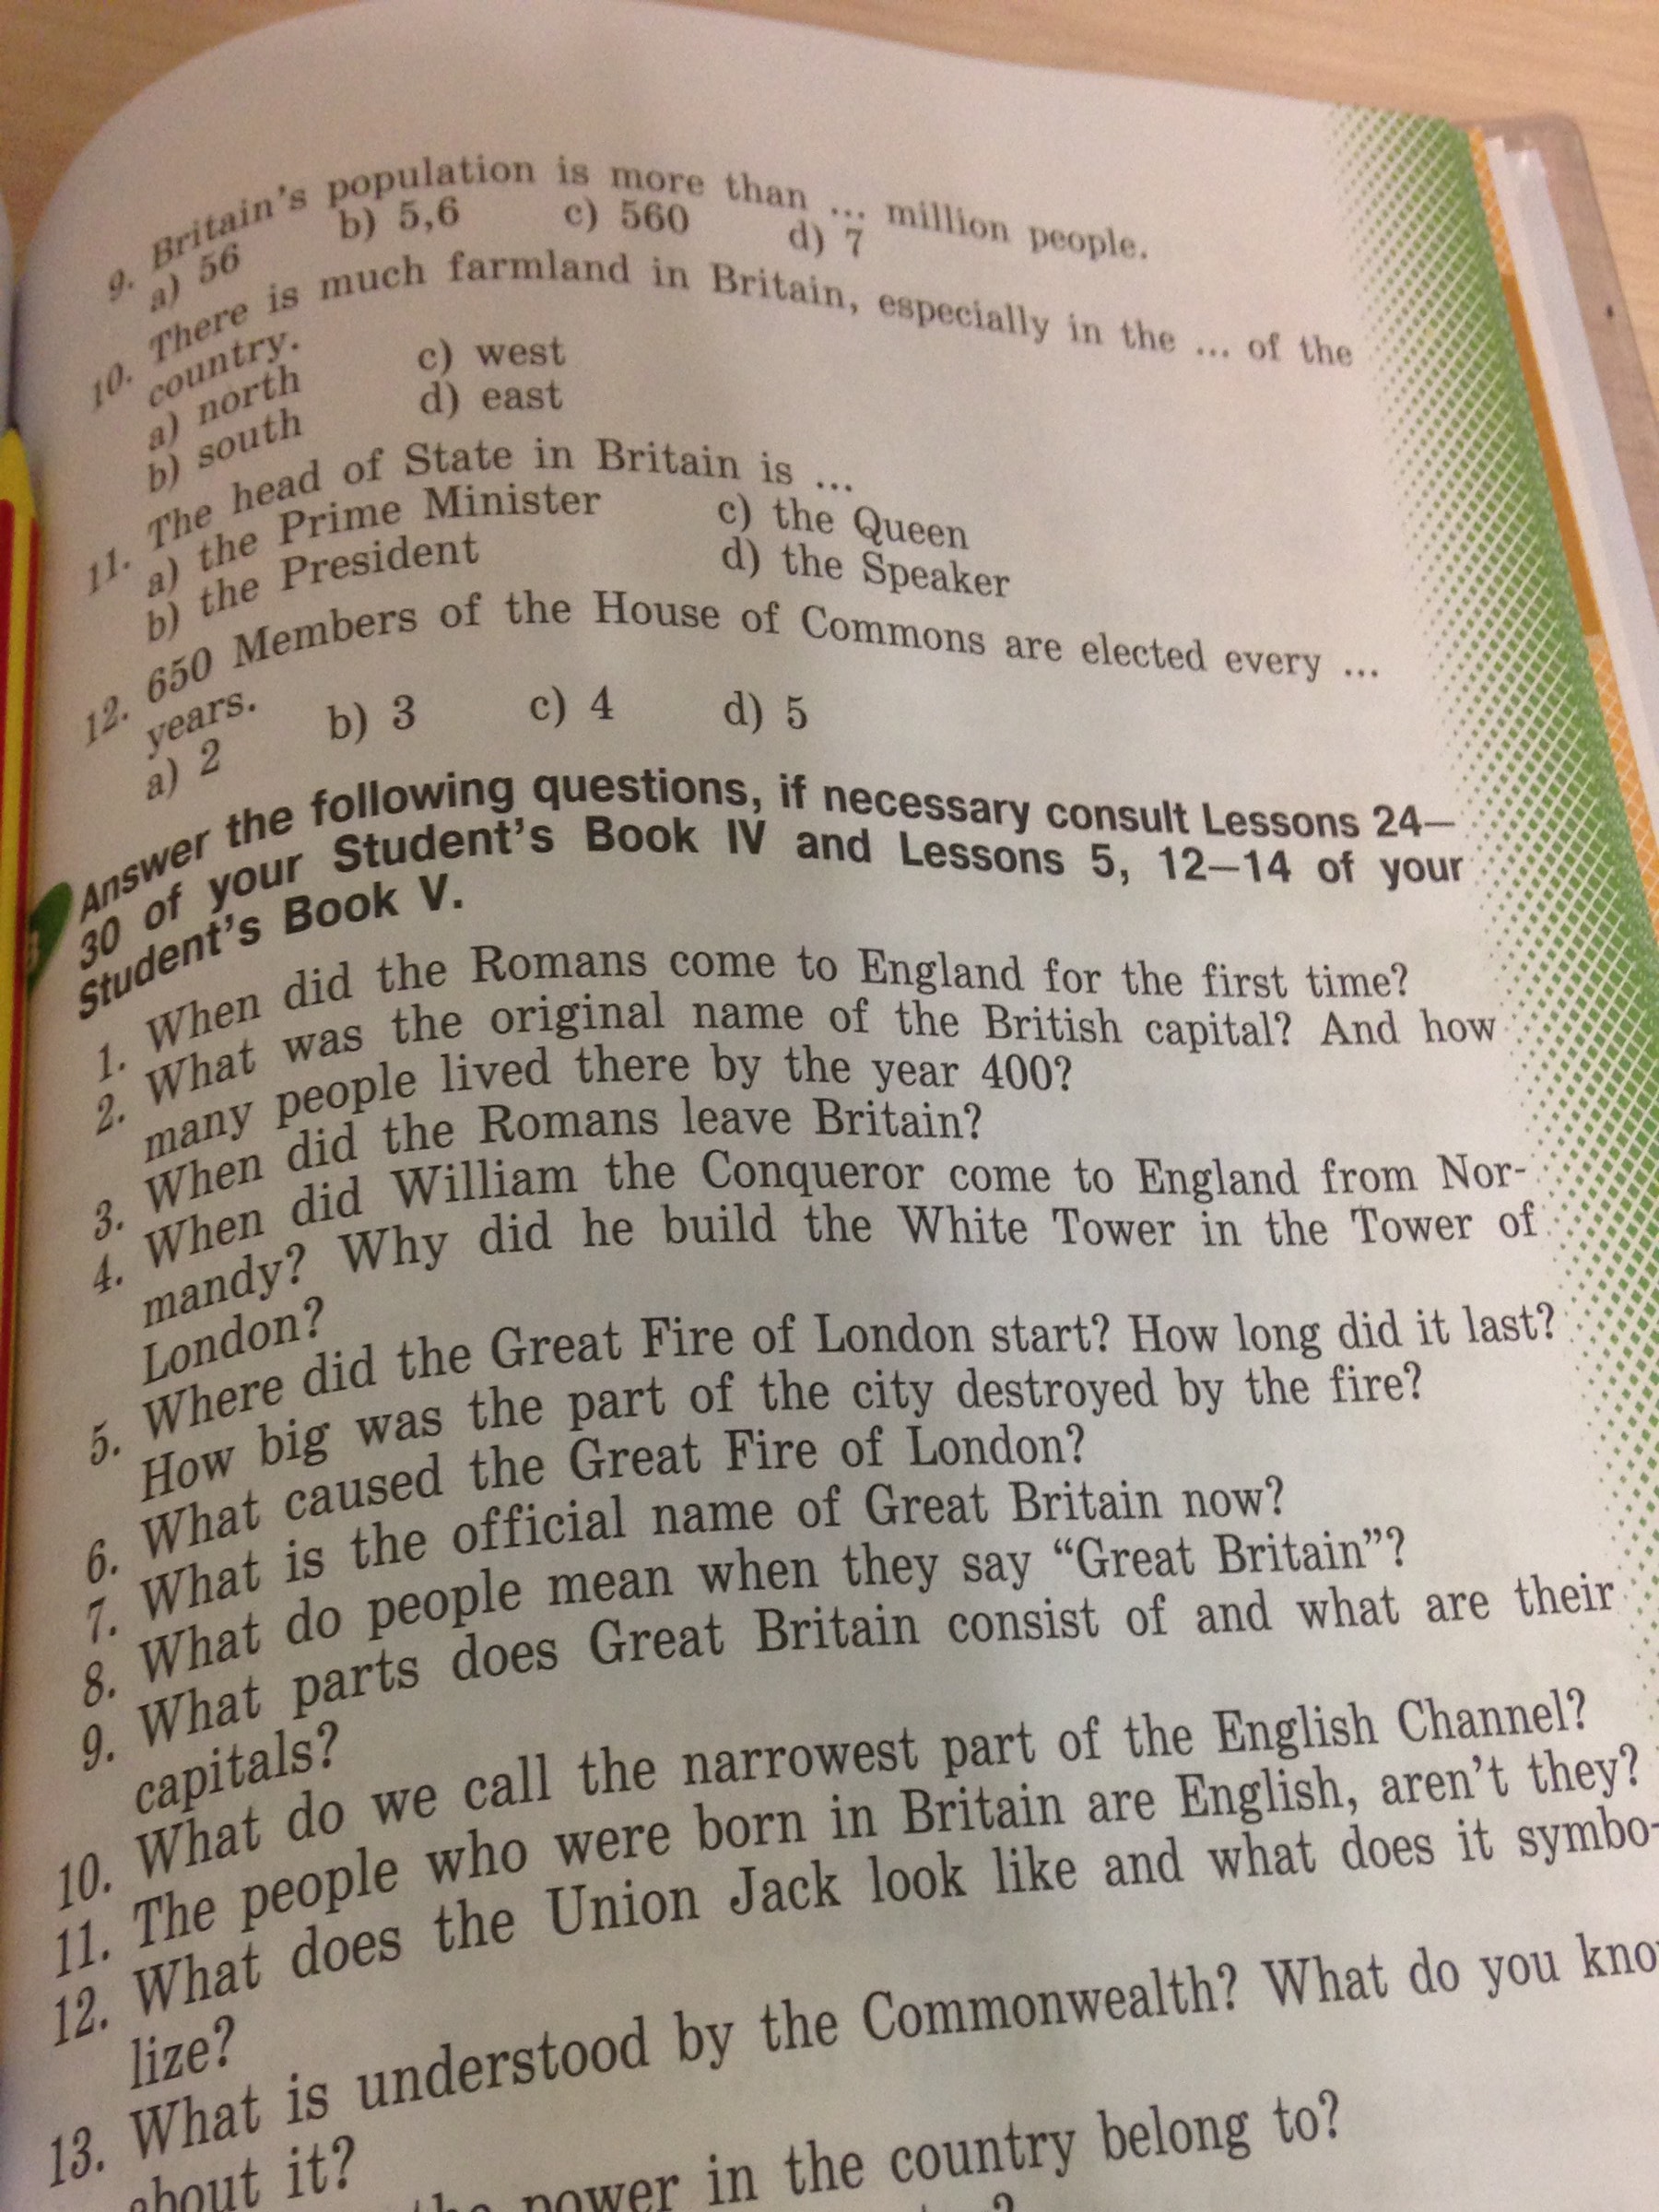 9. Britain's population is more than ... million people.
a) 56 b) 5,6 c) 560 d) 7
10. There is much farmland in Britain, especially in the ... of the
country.
a) north c) west
b) south d) east
11. The head of State in Britain is ...
a) the Prime Minister c) the Queen
b) the President d) the Speaker
12. 650 Members of the House of Commons are elected every ...
years.
a) 2 b) 3 c) 4 d) 5
Answer the following questions, if necessary consult Lessons 24—
30 of your Student's Book IV and Lessons 5, 12—14 of your
Student's Book V.
1. When did the Romans come to England for the first time?
2. What was the original name of the British capital? And how
many people lived there by the year 400?
3. When did the Romans leave Britain?
4. When did William the Conqueror come to England from Nor-
mandy? Why did he build the White Tower in the Tower of
London?
5. Where did the Great Fire of London start? How long did it last?
How big was the part of the city destroyed by the fire?
6. What caused the Great Fire of London?
7. What is the official name of Great Britain now?
8. What do people mean when they say “Great Britain”?
9. What parts does Great Britain consist of and what are their
capitals?
10. What do we call the narrowest part of the English Channel?
11. The people who were born in Britain are English, aren't they?
12. What does the Union Jack look like and what does it symbo-
lize?
13. What is understood by the Commonwealth? What do you kno
about it?
power in the country belong to?